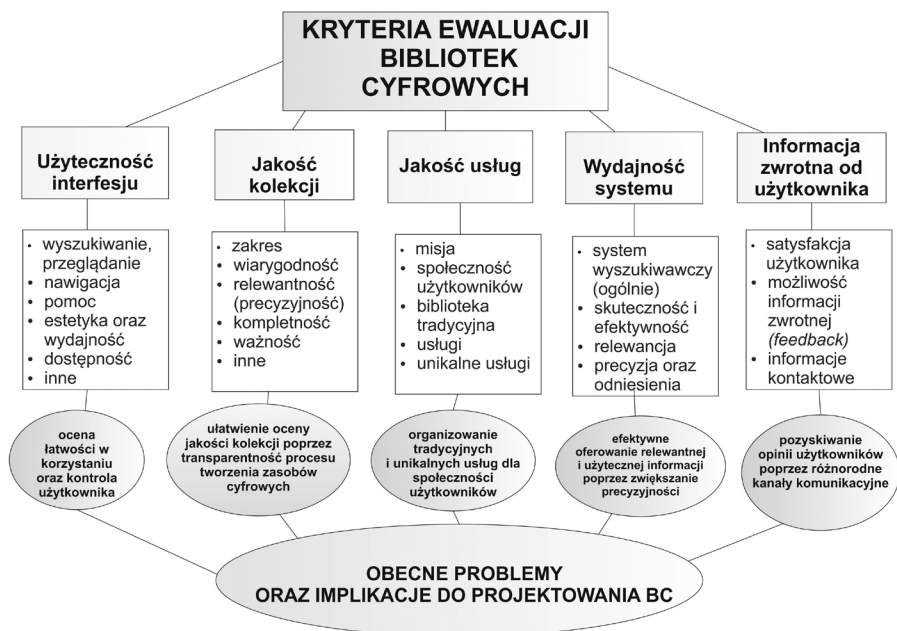 KRYTERIA EWALUACJI
BIBLIOTEK
CYFROWYCH
Użyteczność
interfesju
Jakość
kolekcji
Jakość usług
Wydajność
systemu
Informacja
zwrotna od
użytkownika
• wyszukiwanie,
przeglądanie
• nawigacja
• pomoc
• estetyka oraz
wydajność
• dostępność
• inne
• zakres
• wiarygodność
• relewantność
(precyzyjność)
• kompletność
• ważność
• inne
• misja
• społeczność
użytkowników
• biblioteka
tradycyjna
• usługi
• unikalne usługi
• system
wyszukiwawczy
(ogólnie)
• skuteczność i
efektywność
• relewancja
• precyzja oraz
odniesienia
• satysfakcja
użytkownika
• możliwość
informacji
zwrotnej
(feedback)
• informacje
kontaktowe
ocena
łatwości w
korzystaniu
oraz kontrola
użytkownika
ułatwienie oceny
jakości kolekcji poprzez
transparentność procesu
tworzenia zasobów
cyfrowych
organizowanie
tradycyjnych
i unikalnych usług dla
społeczności
użytkowników
efektywne
oferowanie relewantnej
i użytecznej informacji
poprzez zwiększanie
precyzyjności
pozyskiwanie
opinii użytkowników
poprzez różnorodne
kanały komunikacyjne
OBECNE PROBLEMY
ORAZ IMPLIKACJE DO PROJEKTOWANIA BC